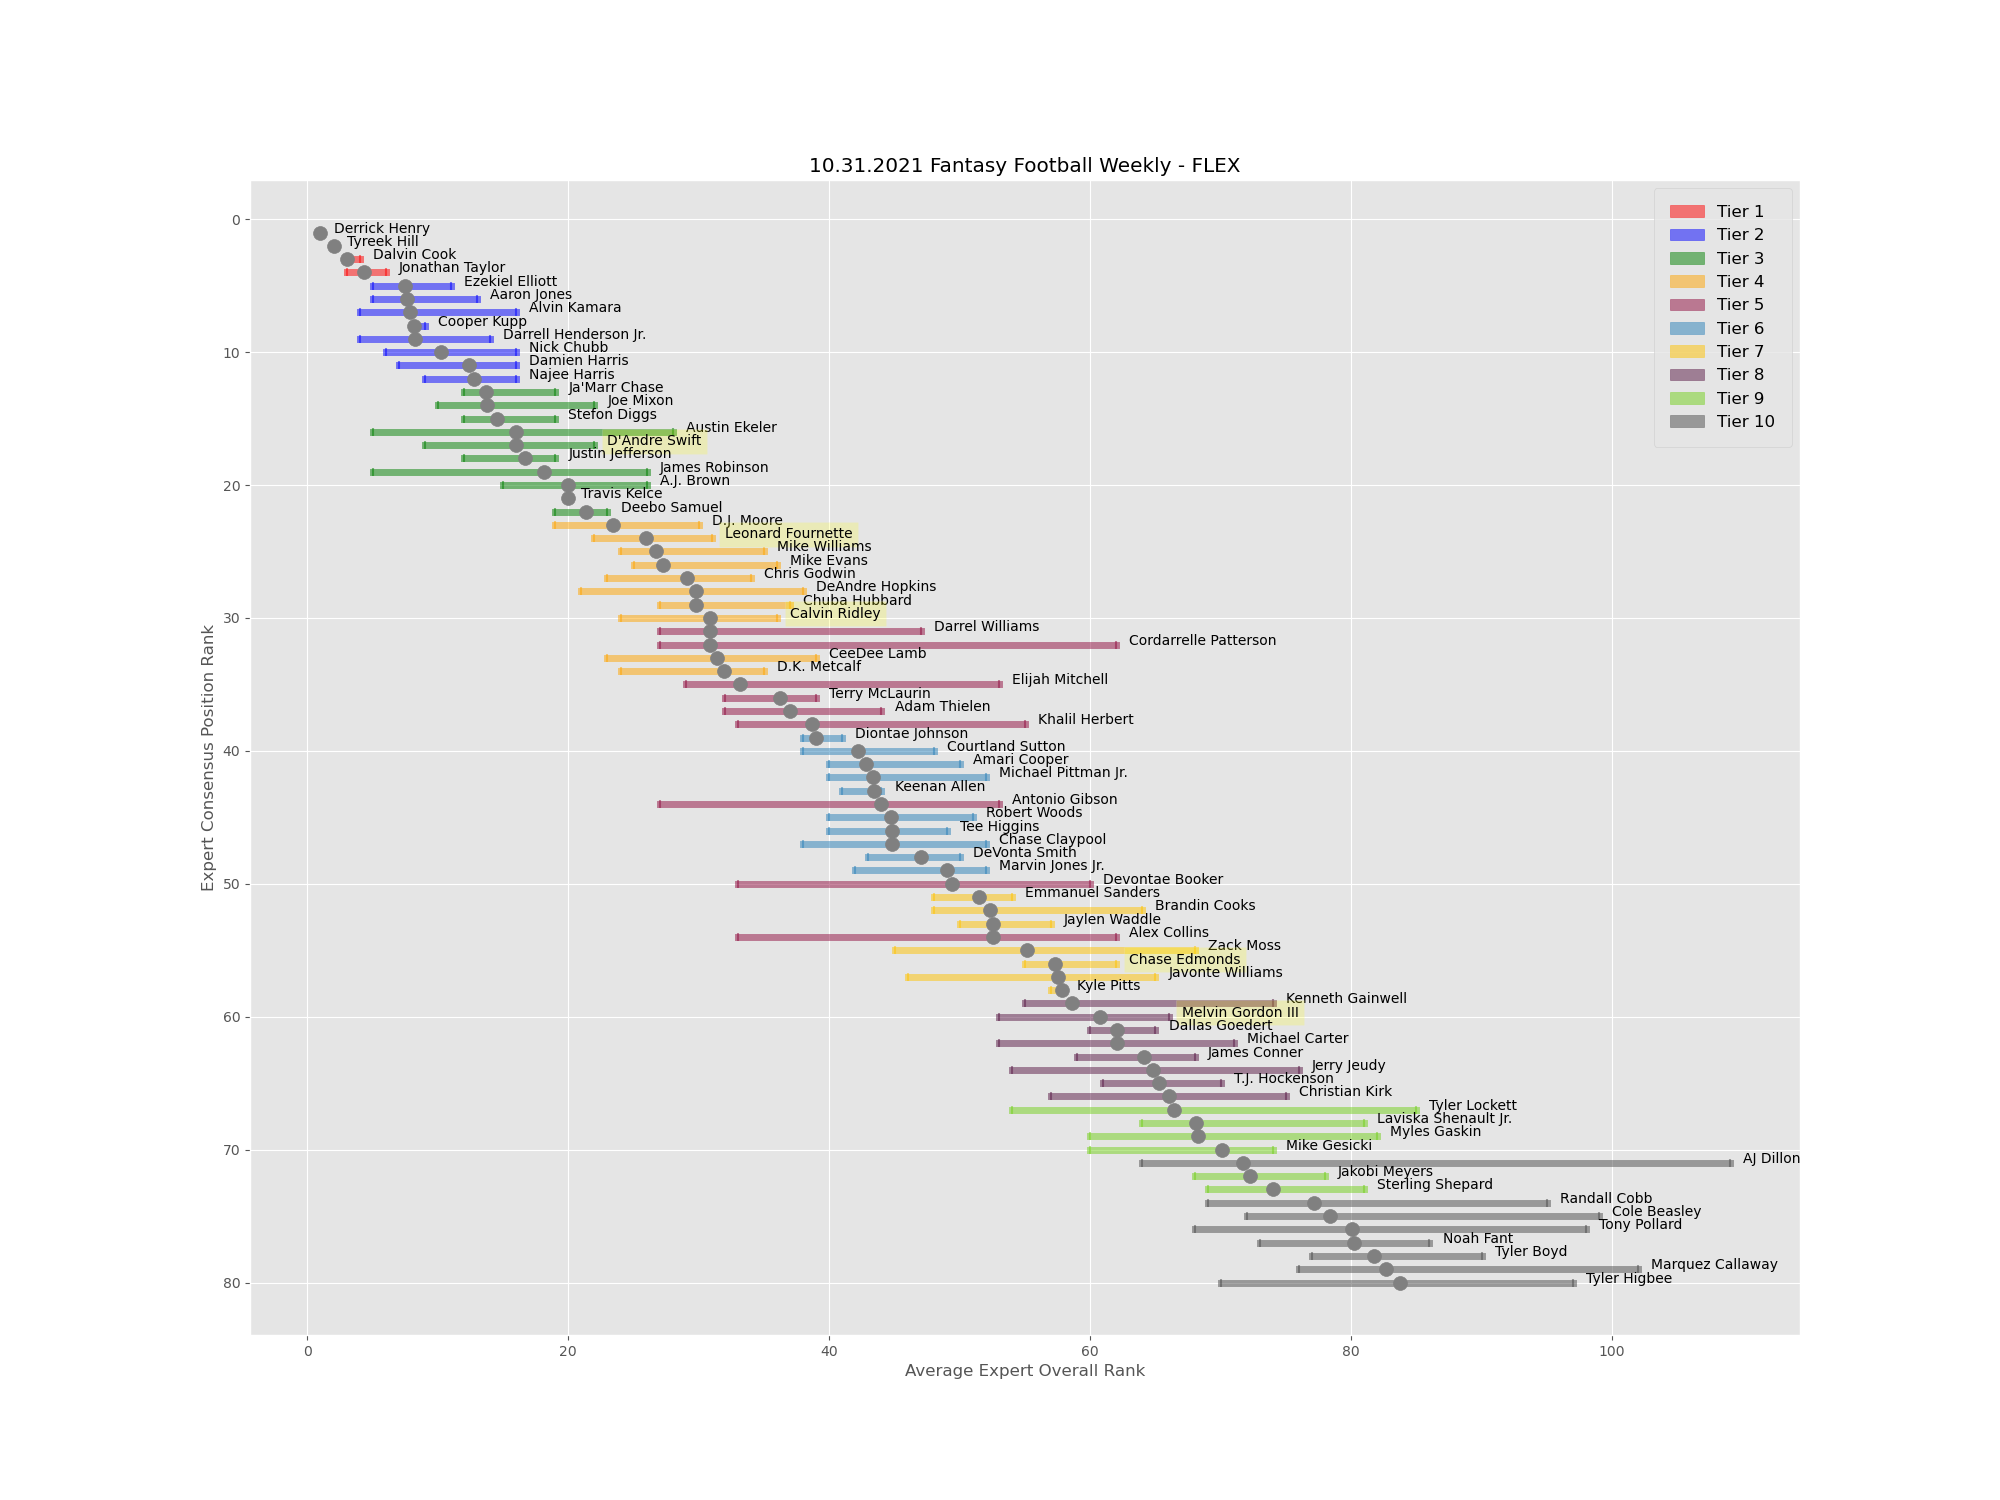 10.31.2021 Fantasy Football Weekly - FLEX
Tier 1
Tier 2
Tier 3
Tier 4
Tier 5
Tier 6
Tier 7
Tier 8
Tier 9
Tier 10
Expert Consensus Position Rank
0
10
20
30
40
50
60
70
80
Derrick Henry
Tyreek Hill
Dalvin Cook
Jonathan Taylor
Ezekiel Elliott
Aaron Jones
Alvin Kamara
Cooper Kupp
Darrell Henderson Jr.
Nick Chubb
Damien Harris
Najee Harris
Ja'Marr Chase
Joe Mixon
Stefon Diggs
Austin Ekeler
D'Andre Swift
Justin Jefferson
James Robinson
A.J. Brown
Travis Kelce
Deebo Samuel
D.J. Moore
Leonard Fournette
Mike Williams
Mike Evans
Chris Godwin
DeAndre Hopkins
Chuba Hubbard
Calvin Ridley
Darrel Williams
Cordarrelle Patterson
CeeDee Lamb
D.K. Metcalf
Elijah Mitchell
Terry McLaurin
Adam Thielen
Khalil Herbert
Diontae Johnson
Courtland Sutton
Amari Cooper
Michael Pittman Jr.
Keenan Allen
Antonio Gibson
Robert Woods
Tee Higgins
Chase Claypool
DeVonta Smith
Marvin Jones Jr.
Devontae Booker
Emmanuel Sanders
Brandin Cooks
Jaylen Waddle
Alex Collins
Zack Moss
Chase Edmonds
Javonte Williams
Kyle Pitts
Kenneth Gainwell
Melvin Gordon III
Dallas Goedert
Michael Carter
James Conner
Jerry Jeudy
T.J. Hockenson
Christian Kirk
Tyler Lockett
Laviska Shenault Jr.
Myles Gaskin
Mike Gesicki
AJ Dillon
Jakobi Meyers
Sterling Shepard
Randall Cobb
Cole Beasley
Tony Pollard
Noah Fant
Tyler Boyd
Marquez Callaway
Tyler Higbee
0 20 40 60 80 100
Average Expert Overall Rank